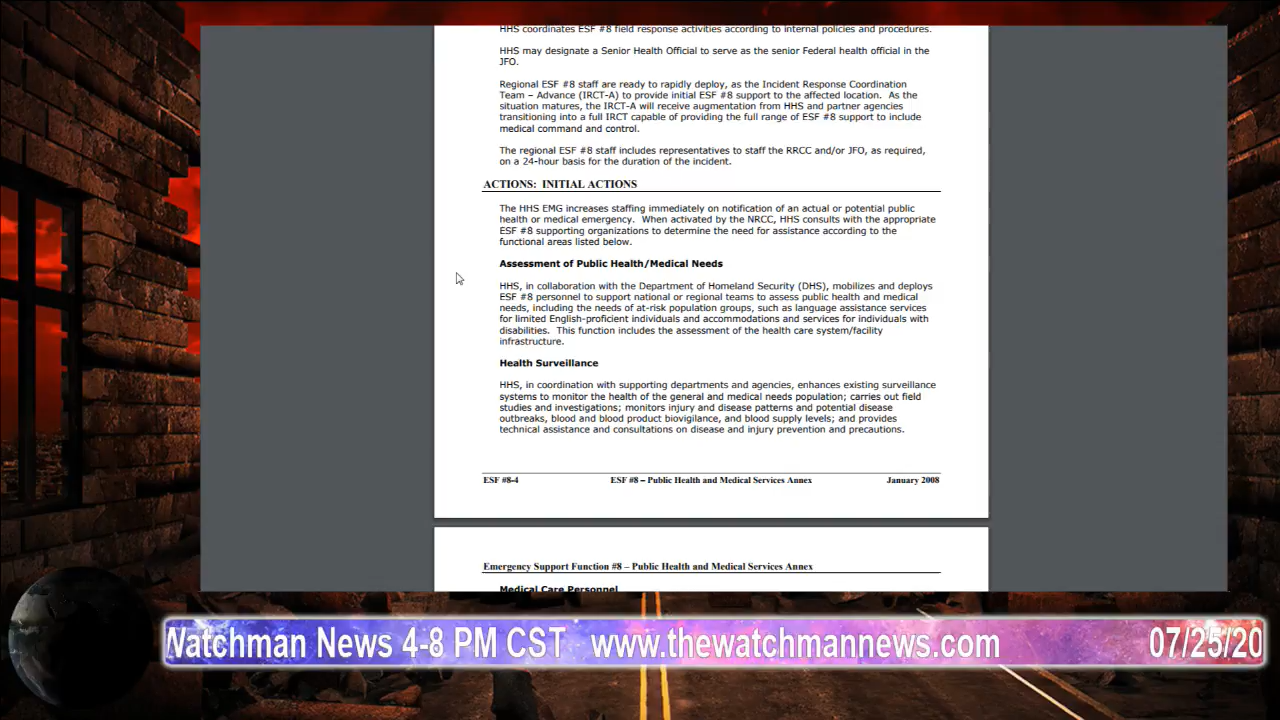 HHS coordinates ESF #8 field response activities according to internal policies and procedures.
HHS may designate a Senior Health Official to serve as the senior Federal health official in the
JFO.
Regional ESF #8 staff are ready to rapidly deploy, as the Incident Response Coordination
Team – Advance (IRCT-A) to provide initial ESF #8 support to the affected location. As the
situation matures, the IRCT-A will receive augmentation from HHS and partner agencies
transitioning into a full IRCT capable of providing the full range of ESF #8 support to include
medical command and control.
The regional ESF #8 staff includes representatives to staff the RRCC and/or JFO, as required,
on a 24-hour basis for the duration of the incident.
ACTIONS: INITIAL ACTIONS
The HHS EMG increases staffing immediately on notification of an actual or potential public
health or medical emergency. When activated by the NRCC, HHS consults with the appropriate
ESF #8 supporting organizations to determine the need for assistance according to the
functional areas listed below.
Assessment of Public Health/Medical Needs
HHS, in collaboration with the Department of Homeland Security (DHS), mobilizes and deploys
ESF #8 personnel to support national or regional teams to assess public health and medical
needs, including the needs of at-risk population groups, such as language assistance services
for limited English-proficient individuals and accommodations and services for individuals with
disabilities. This function includes the assessment of the health care system/facility
infrastructure.
Health Surveillance
HHS, in coordination with supporting departments and agencies, enhances existing surveillance
systems to monitor the health of the general and medical needs population; carries out field
studies and investigations; monitors injury and disease patterns and potential disease
outbreaks, blood and blood product biovigilance, and blood supply levels; and provides
technical assistance and consultations on disease and injury prevention and precautions.
ESF #8-4 ESF #8 – Public Health and Medical Services Annex January 2008
Emergency Support Function #8 – Public Health and Medical Services Annex
Medical Care Personnel
Watchman News 4-8 PM CST www.thewatchmannews.com 07/25/20